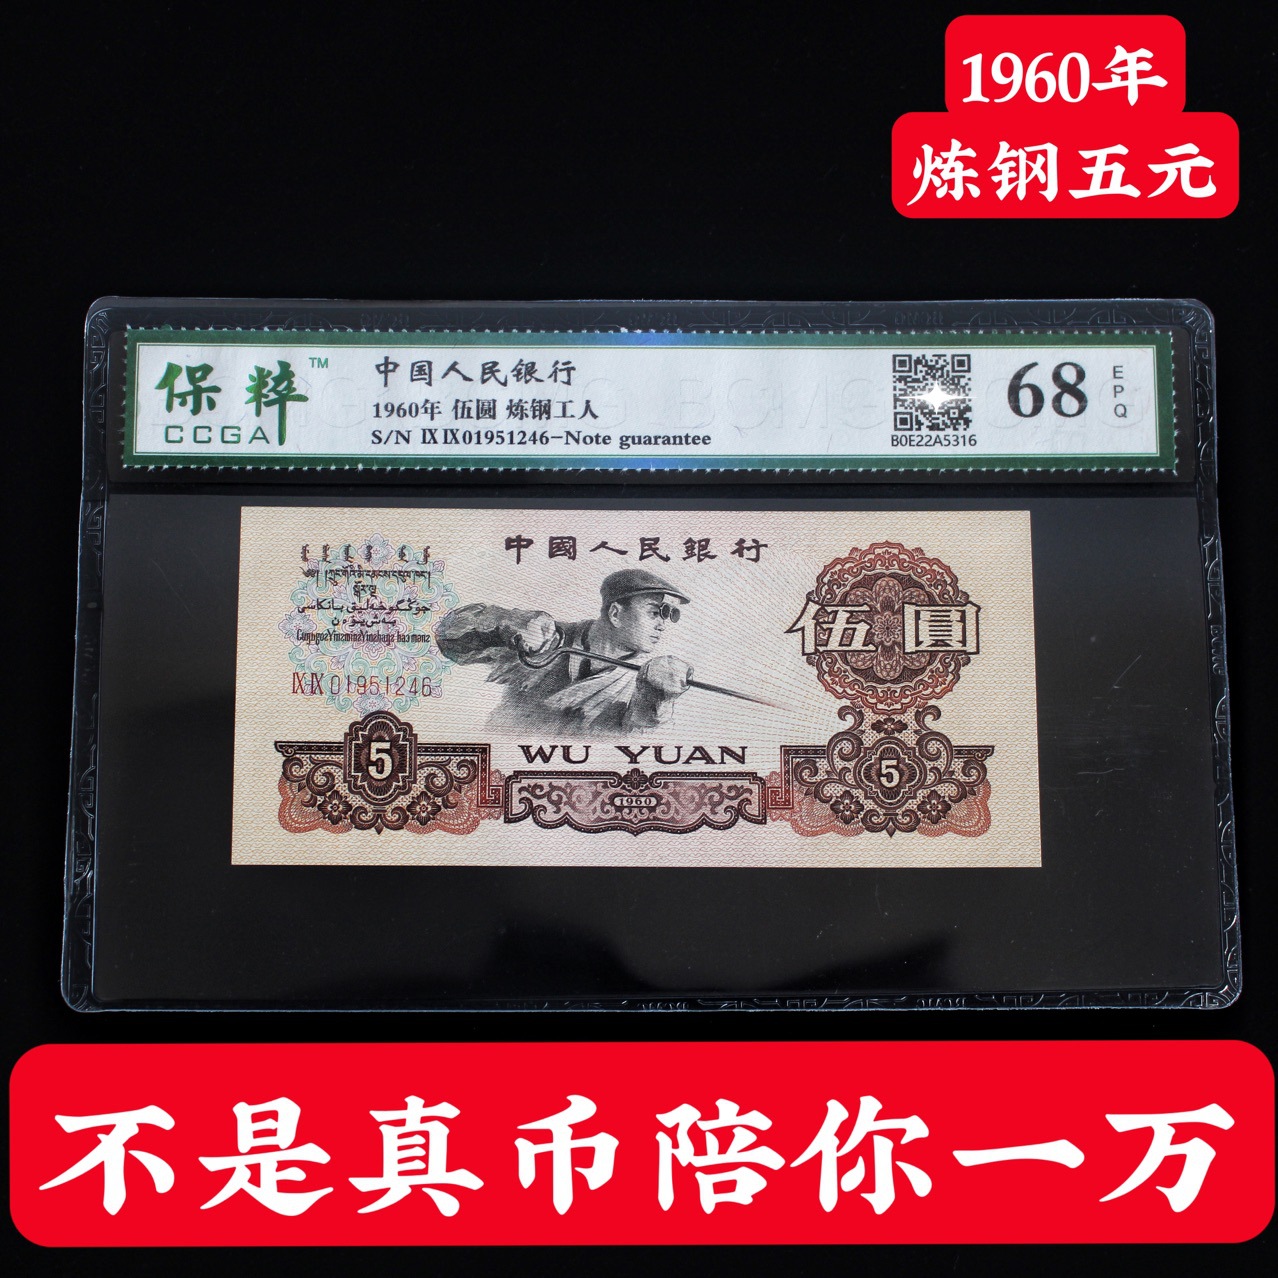 1960年
炼钢五元
保粹™
CCGA
中国人民银行
1960年 伍圆 炼钢工人
S/N ⅨⅨ01951246-Note guarantee
B0E22A5316
68
EPQ
中國人民銀行
伍圓
ⅨⅨ01951246
5
WU YUAN
5
1960
不是真币陪你一万